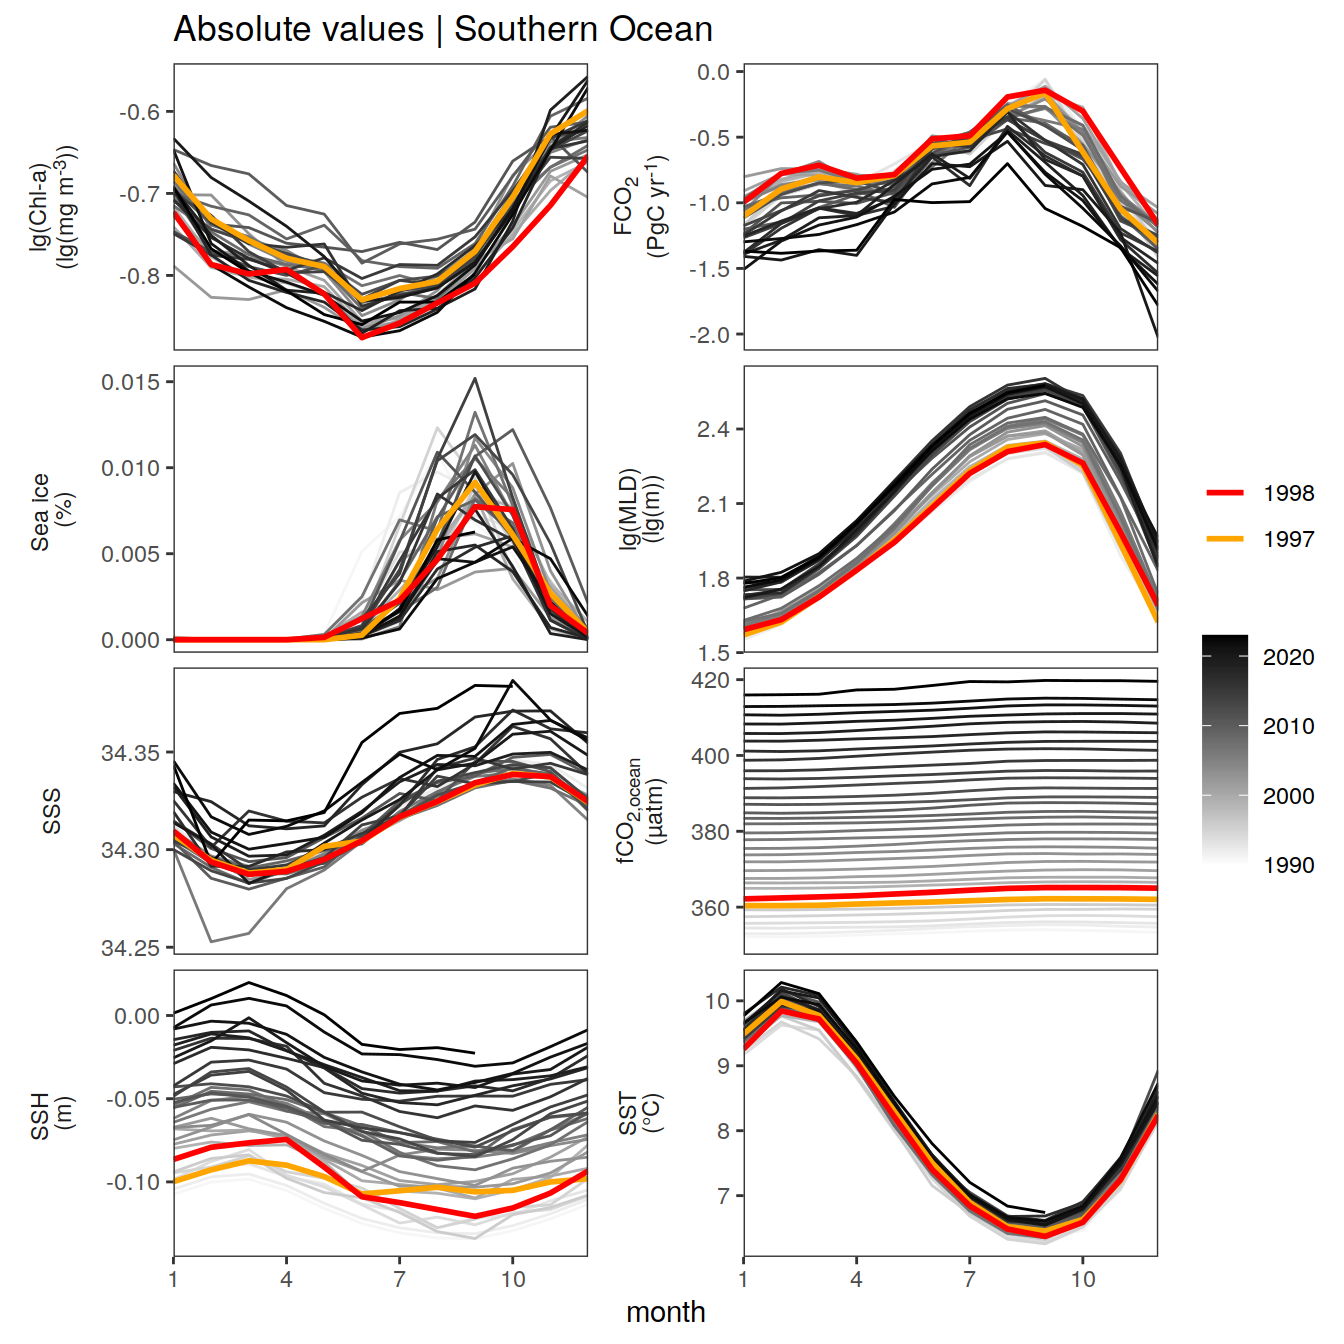 Absolute values | Southern Ocean
lg(Chl-a)
(lg(mg m⁻³))
-0.6
-0.7
-0.8
FCO₂
(PgC yr⁻¹)
0.0
-0.5
-1.0
-1.5
-2.0
Sea ice
(%)
0.015
0.010
0.005
0.000
lg(MLD)
(lg(m))
2.4
2.1
1.8
1.5
SSS
34.35
34.30
34.25
fCO₂,ocean
(µatm)
420
400
380
360
SSH
(m)
0.00
-0.05
-0.10
SST
(°C)
10
9
8
7
1 4 7 10
1 4 7 10
month
1998
1997
2020
2010
2000
1990